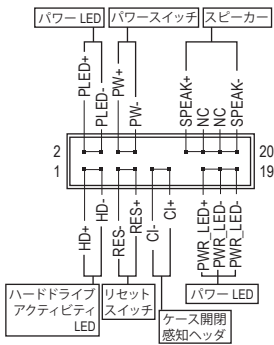 パワー LED
パワースイッチ
スピーカー
PLED+
PLED-
PW+
PW-
SPEAK+
NC
NC
SPEAK-
2
20
1
19
HD+
HD-
RES-
RES+
CI-
CI+
PWR_LED+
PWR_LED-
PWR_LED-
ハードドライブ
アクティビティ
LED
リセット
スイッチ
ケース開閉
感知ヘッダ
パワー LED